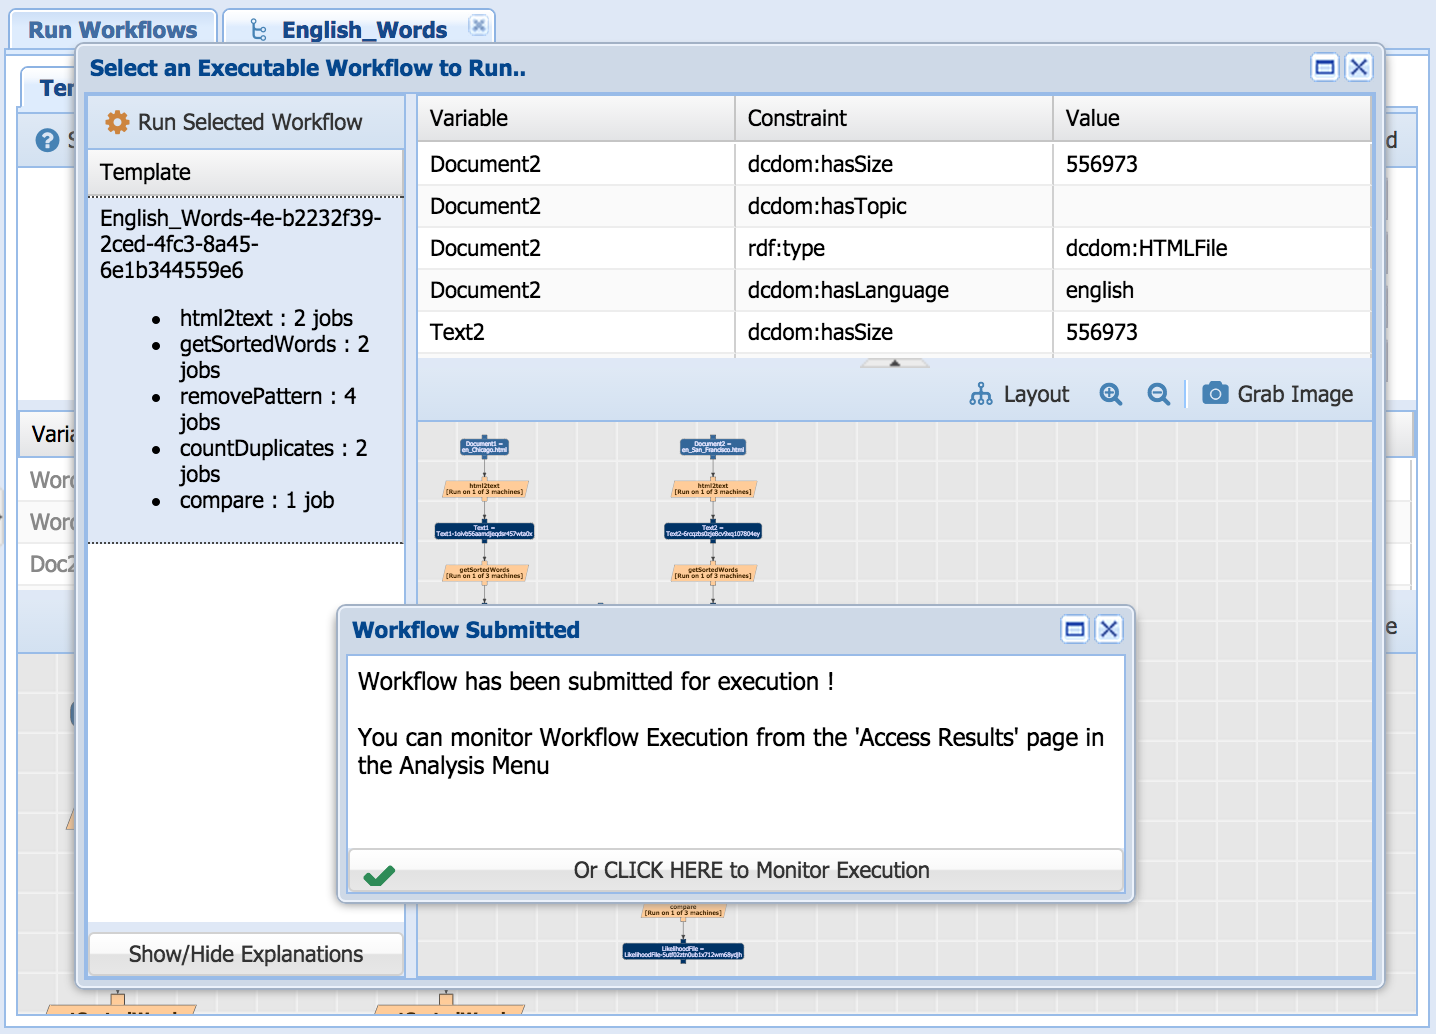 Run Workflows
English_Words
Select an Executable Workflow to Run..
Ter
S
d
Run Selected Workflow
Template
English_Words-4e-b2232f39-
2ced-4fc3-8a45-
6e1b344559e6
• html2text : 2 jobs
• getSortedWords : 2
jobs
• removePattern : 4
jobs
• countDuplicates : 2
jobs
• compare : 1 job
Show/Hide Explanations
Variable Constraint Value
Document2 dcdom:hasSize 556973
Document2 dcdom:hasTopic
Document2 rdf:type dcdom:HTMLFile
Document2 dcdom:hasLanguage english
Text2 dcdom:hasSize 556973
Layout
Grab Image
Document1 =
en_Chicago.html
Document2 =
en_San_Francisco.html
html2text
[Run on 1 of 3 machines]
html2text
[Run on 1 of 3 machines]
Text1 =
Text2 =
getSortedWords
[Run on 1 of 3 machines]
getSortedWords
[Run on 1 of 3 machines]
Workflow Submitted
Workflow has been submitted for execution !
You can monitor Workflow Execution from the 'Access Results' page in
the Analysis Menu
Or CLICK HERE to Monitor Execution
compare
[Run on 1 of 3 machines]
LikelihoodFile =
Varia
Word
Word
Doc2
e